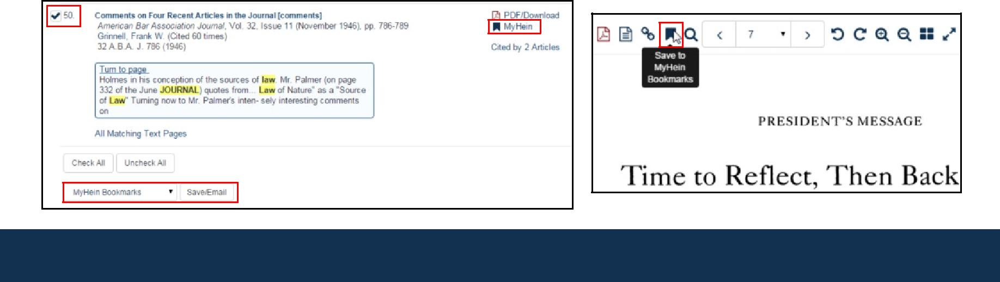 50.
Comments on Four Recent Articles in the Journal [comments]
American Bar Association Journal, Vol. 32, Issue 11 (November 1946), pp. 786-789
Grinnell, Frank W. (Cited 60 times)
32 A.B.A. J. 786 (1946)
PDF/Download
MyHein
Cited by 2 Articles
Turn to page
Holmes in his conception of the sources of law. Mr. Palmer (on page
332 of the June JOURNAL) quotes from... Law of Nature" as a "Source
of Law" Turning now to Mr. Palmer's inten- sely interesting comments
on
All Matching Text Pages
Check All Uncheck All
MyHein Bookmarks Save/Email
7
Save to
MyHein
Bookmarks
PRESIDENT'S MESSAGE
Time to Reflect, Then Back